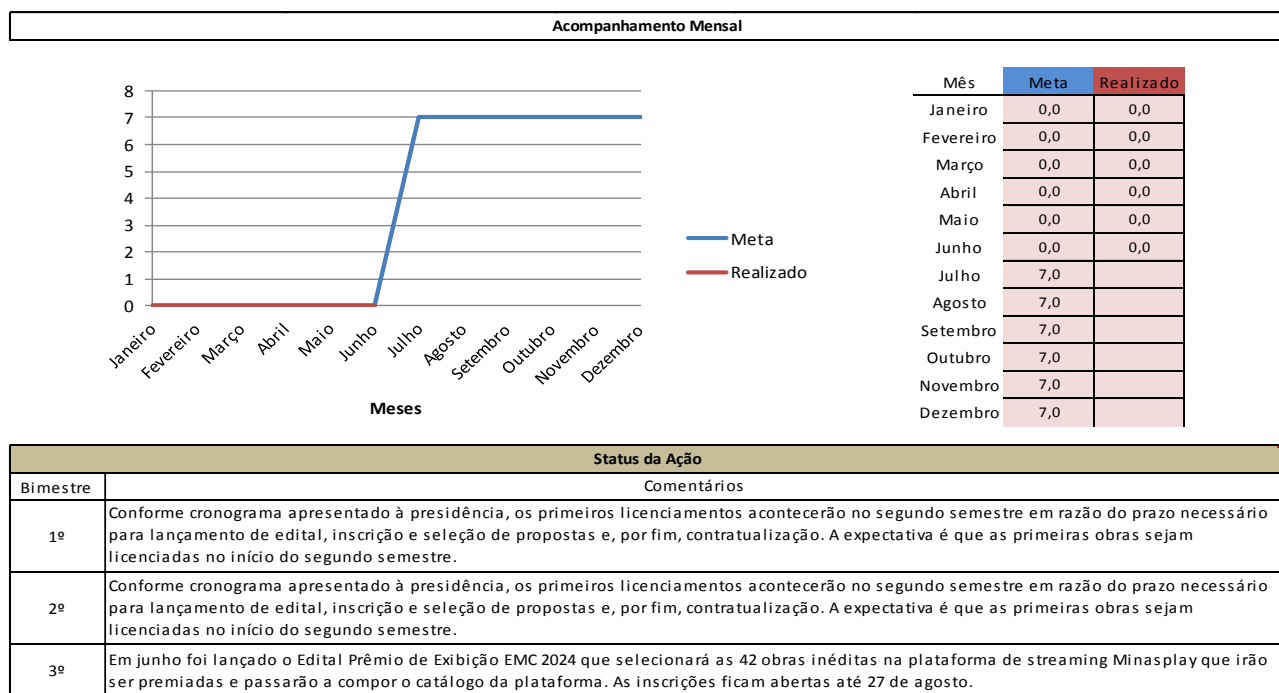 Acompanhamento Mensal
8
7
6
5
4
3
2
1
0
Janeiro
Fevereiro
Março
Abril
Maio
Junho
Julho
Agosto
Setembro
Outubro
Novembro
Dezembro
Meses
Meta
Realizado
Mês Meta Realizado
Janeiro 0,0 0,0
Fevereiro 0,0 0,0
Março 0,0 0,0
Abril 0,0 0,0
Maio 0,0 0,0
Junho 0,0 0,0
Julho 7,0
Agosto 7,0
Setembro 7,0
Outubro 7,0
Novembro 7,0
Dezembro 7,0
Status da Ação
Bimestre Comentários
1º
Conforme cronograma apresentado à presidência, os primeiros licenciamentos acontecerão no segundo semestre em razão do prazo necessário
para lançamento de edital, inscrição e seleção de propostas e, por fim, contratualização. A expectativa é que as primeiras obras sejam
licenciadas no início do segundo semestre.
2º
Conforme cronograma apresentado à presidência, os primeiros licenciamentos acontecerão no segundo semestre em razão do prazo necessário
para lançamento de edital, inscrição e seleção de propostas e, por fim, contratualização. A expectativa é que as primeiras obras sejam
licenciadas no início do segundo semestre.
3º
Em junho foi lançado o Edital Prêmio de Exibição EMC 2024 que selecionará as 42 obras inéditas na plataforma de streaming Minasplay que irão
ser premiadas e passarão a compor o catálogo da plataforma. As inscrições ficam abertas até 27 de agosto.